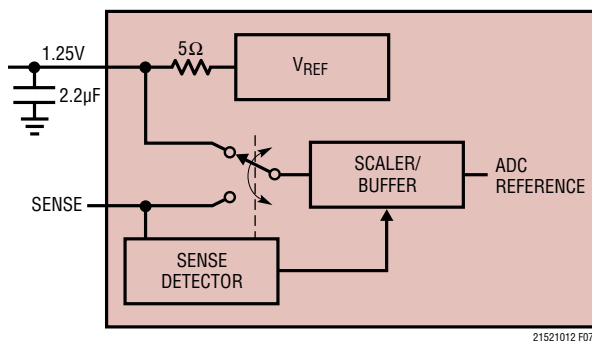 1.25V
5Ω
VREF
2.2µF
SCALER/
BUFFER
ADC
REFERENCE
SENSE
SENSE
DETECTOR
21521012 F07